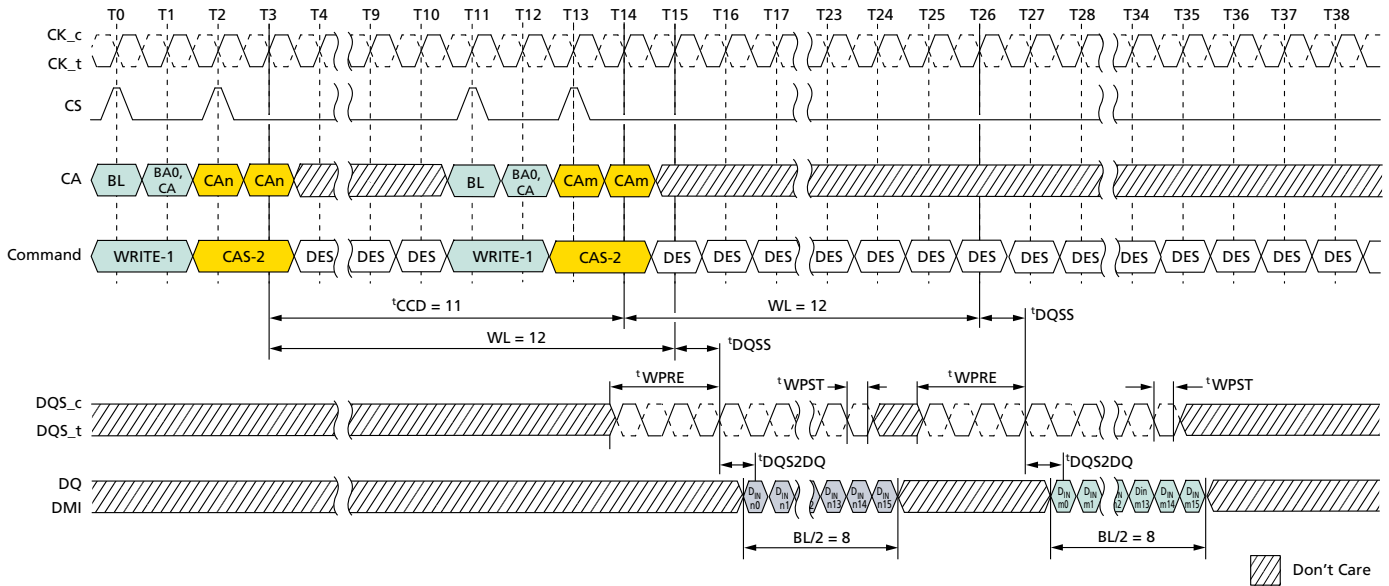 T0 T1 T2 T3 T4 T9 T10 T11 T12 T13 T14 T15 T16 T17 T23 T24 T25 T26 T27 T28 T34 T35 T36 T37 T38
CK_c
CK_t
CS
CA BL BA0, CA CAn CAn BL BA0, CA CAm CAm
Command WRITE-1 CAS-2 DES DES DES WRITE-1 CAS-2 DES DES DES DES DES DES DES DES DES DES DES DES DES DES
tCCD = 11 WL = 12 tDQSS
WL = 12 tDQSS
tWPRE tWPST tWPRE tWPST
DQS_c
DQS_t
tDQS2DQ tDQS2DQ
DQ
DMI
DIN n0 DIN n1 DIN n13 DIN n14 DIN n15 DIN m0 DIN m1 Din m13 DIN m14 DIN m15
BL/2 = 8 BL/2 = 8
Don't Care